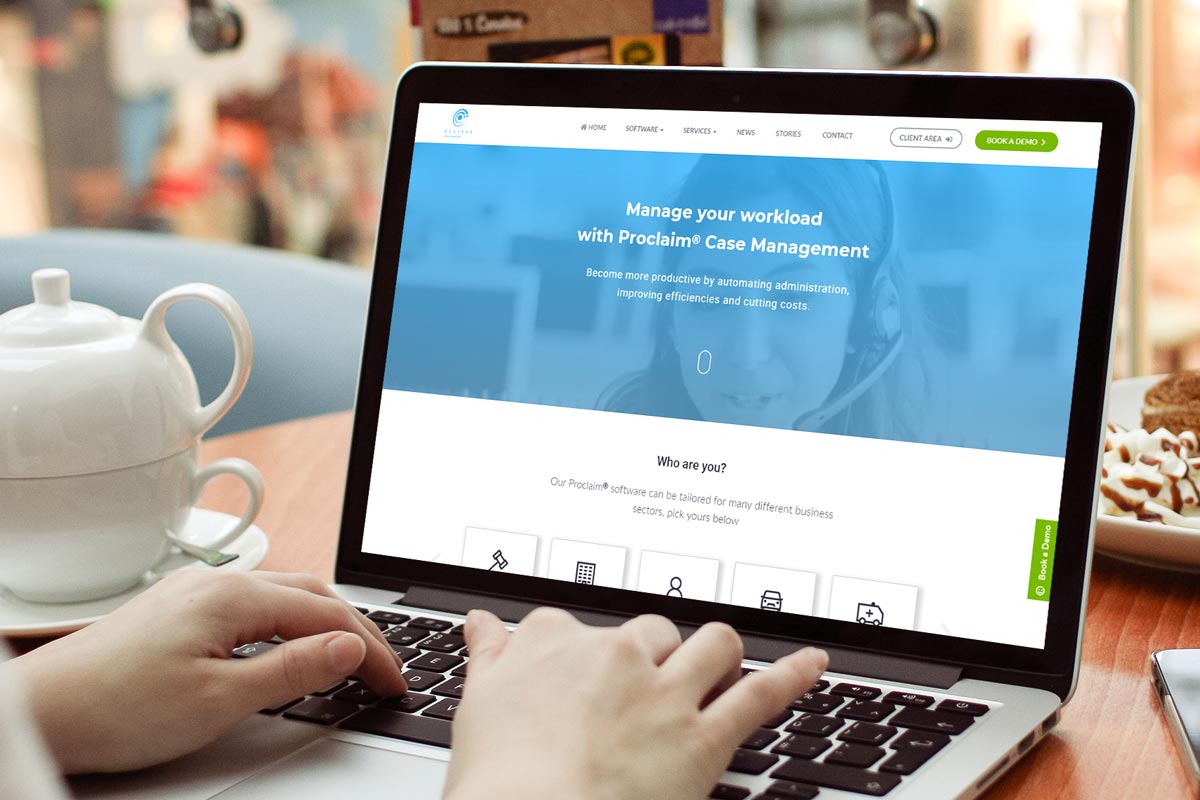 ECLIPSE
HOME
SOFTWARE
SERVICES
NEWS
STORIES
CONTACT
CLIENT AREA
BOOK A DEMO
Manage your workload
with Proclaim® Case Management
Become more productive by automating administration,
improving efficiencies and cutting costs.
Who are you?
Our Proclaim® software can be tailored for many different business
sectors, pick yours below
Book a Demo